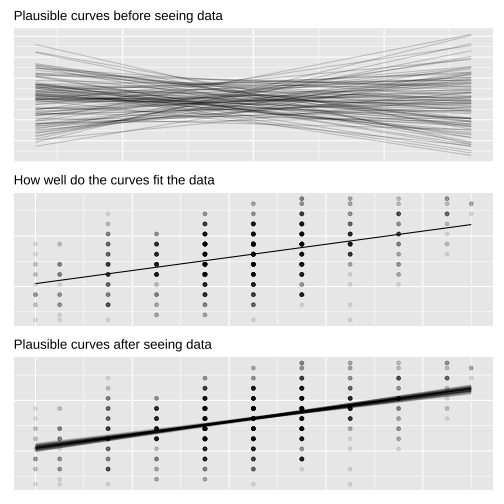 Plausible curves before seeing data
How well do the curves fit the data
Plausible curves after seeing data